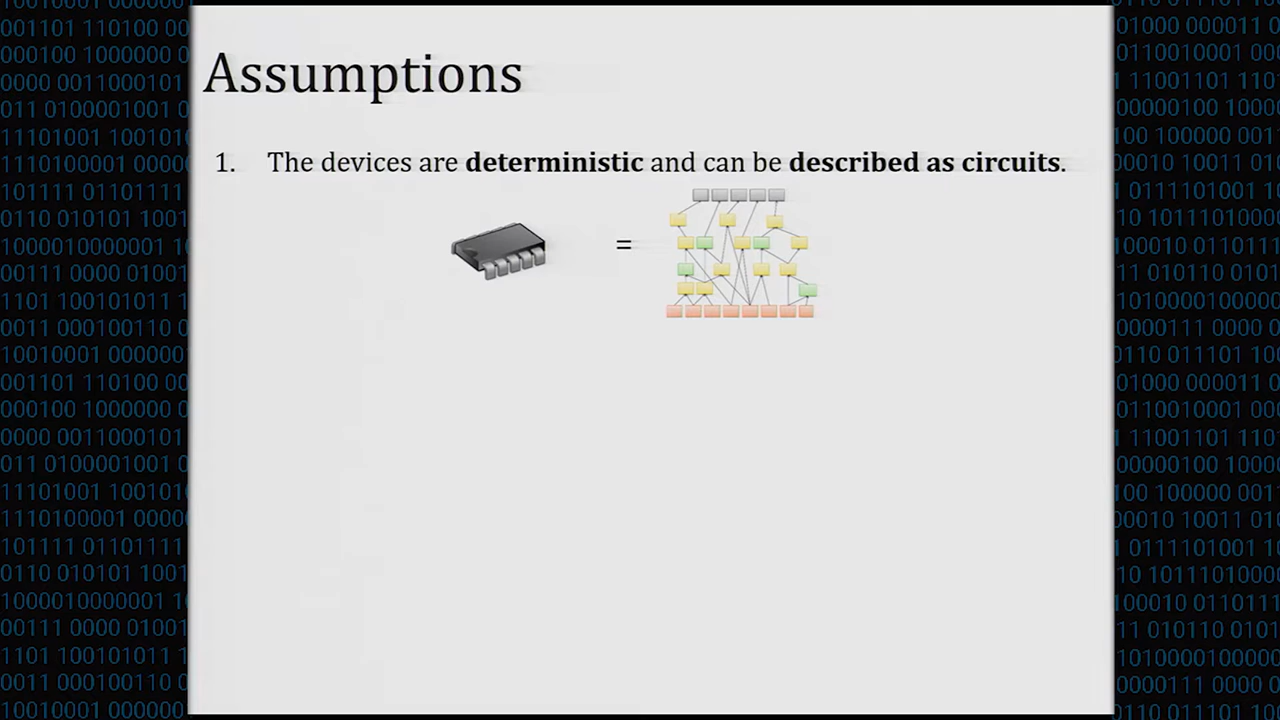 Assumptions
1. The devices are deterministic and can be described as circuits.
=